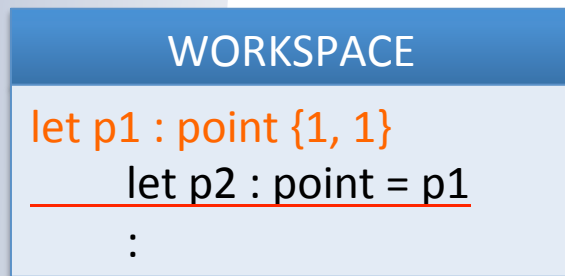 WORKSPACE
let p1 : point {1, 1}
let p2 : point = p1
: